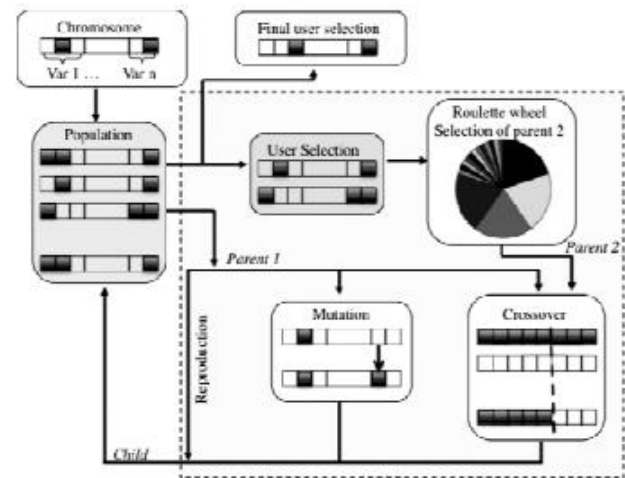 Chromosome
Var 1 ... Var n
Final user selection
Population
User Selection
Roulette wheel
Selection of parent 2
Parent 1
Parent 2
Reproduction
Mutation
Crossover
Child